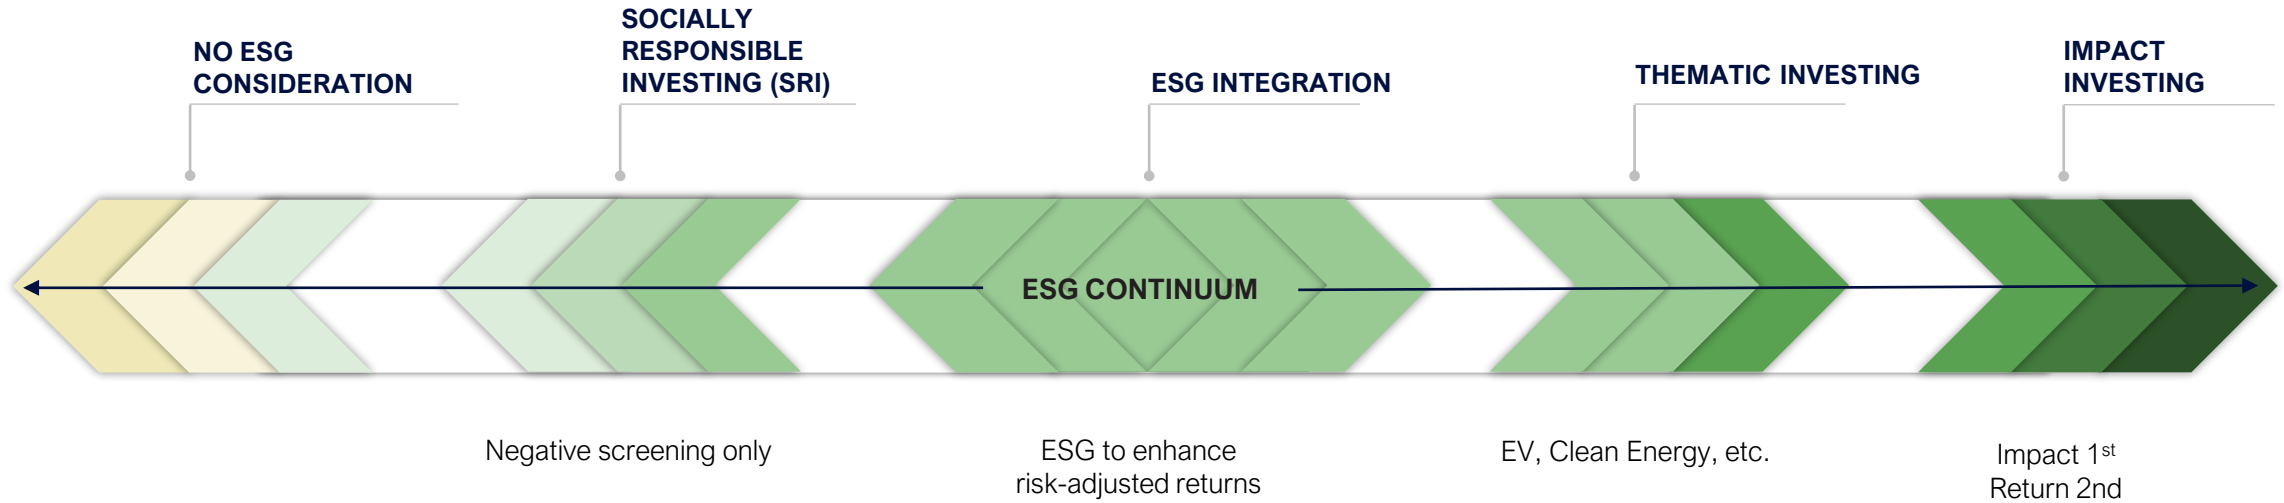 NO ESG
CONSIDERATION
SOCIALLY
RESPONSIBLE
INVESTING (SRI)
ESG INTEGRATION
THEMATIC INVESTING
IMPACT
INVESTING
ESG CONTINUUM
Negative screening only
ESG to enhance
risk-adjusted returns
EV, Clean Energy, etc.
Impact 1st
Return 2nd